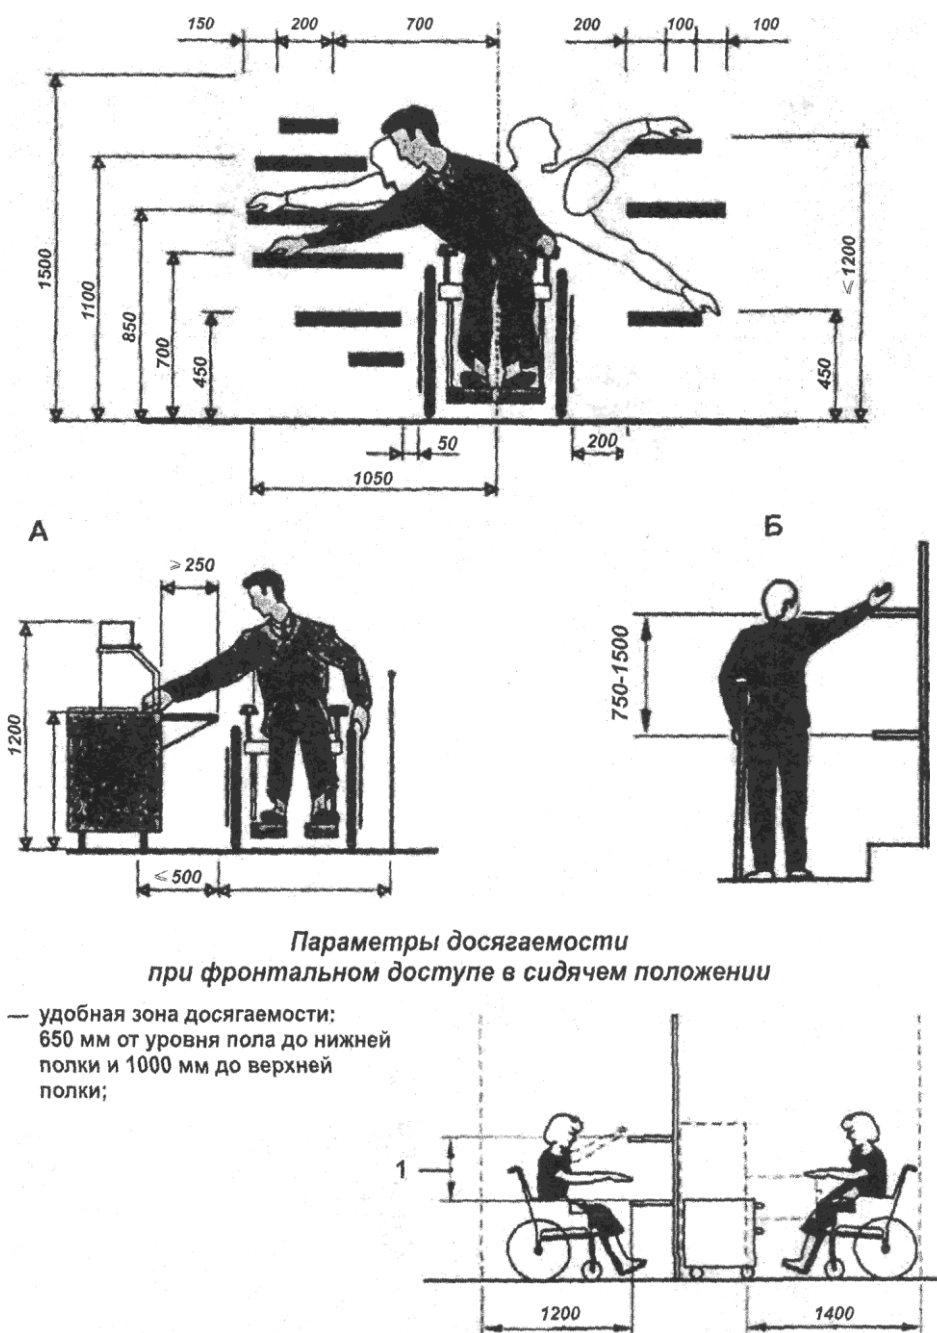 150 200 700 200 100 100
1500
1100
850
700
450
⩽1200
450
50 200
1050
А
Б
⩾250
1200
750-1500
⩽500
Параметры досягаемости
при фронтальном доступе в сидячем положении
— удобная зона досягаемости:
650 мм от уровня пола до нижней
полки и 1000 мм до верхней
полки;
1
1200 1400